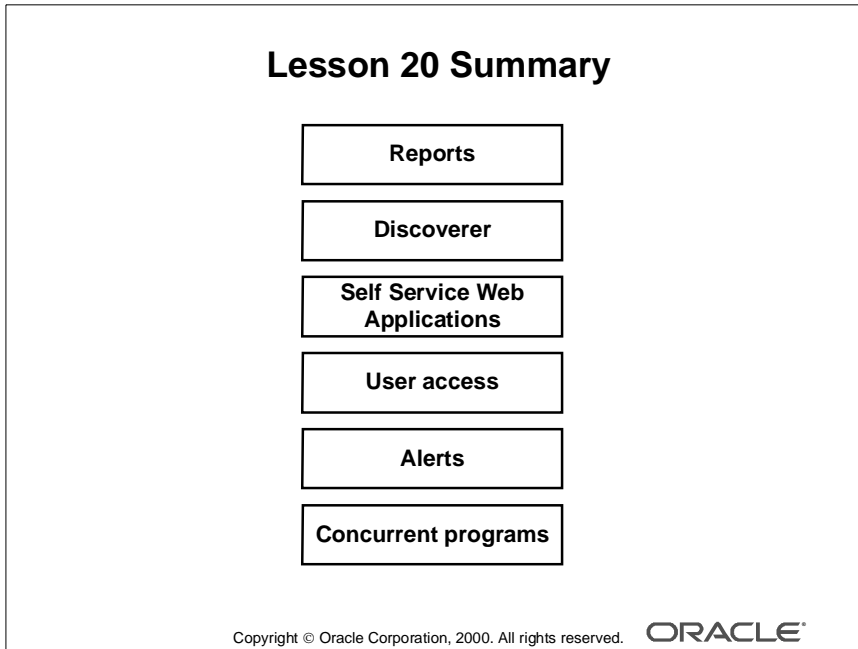 Lesson 20 Summary
Reports
Discoverer
Self Service Web
Applications
User access
Alerts
Concurrent programs
Copyright © Oracle Corporation, 2000. All rights reserved. ORACLE®